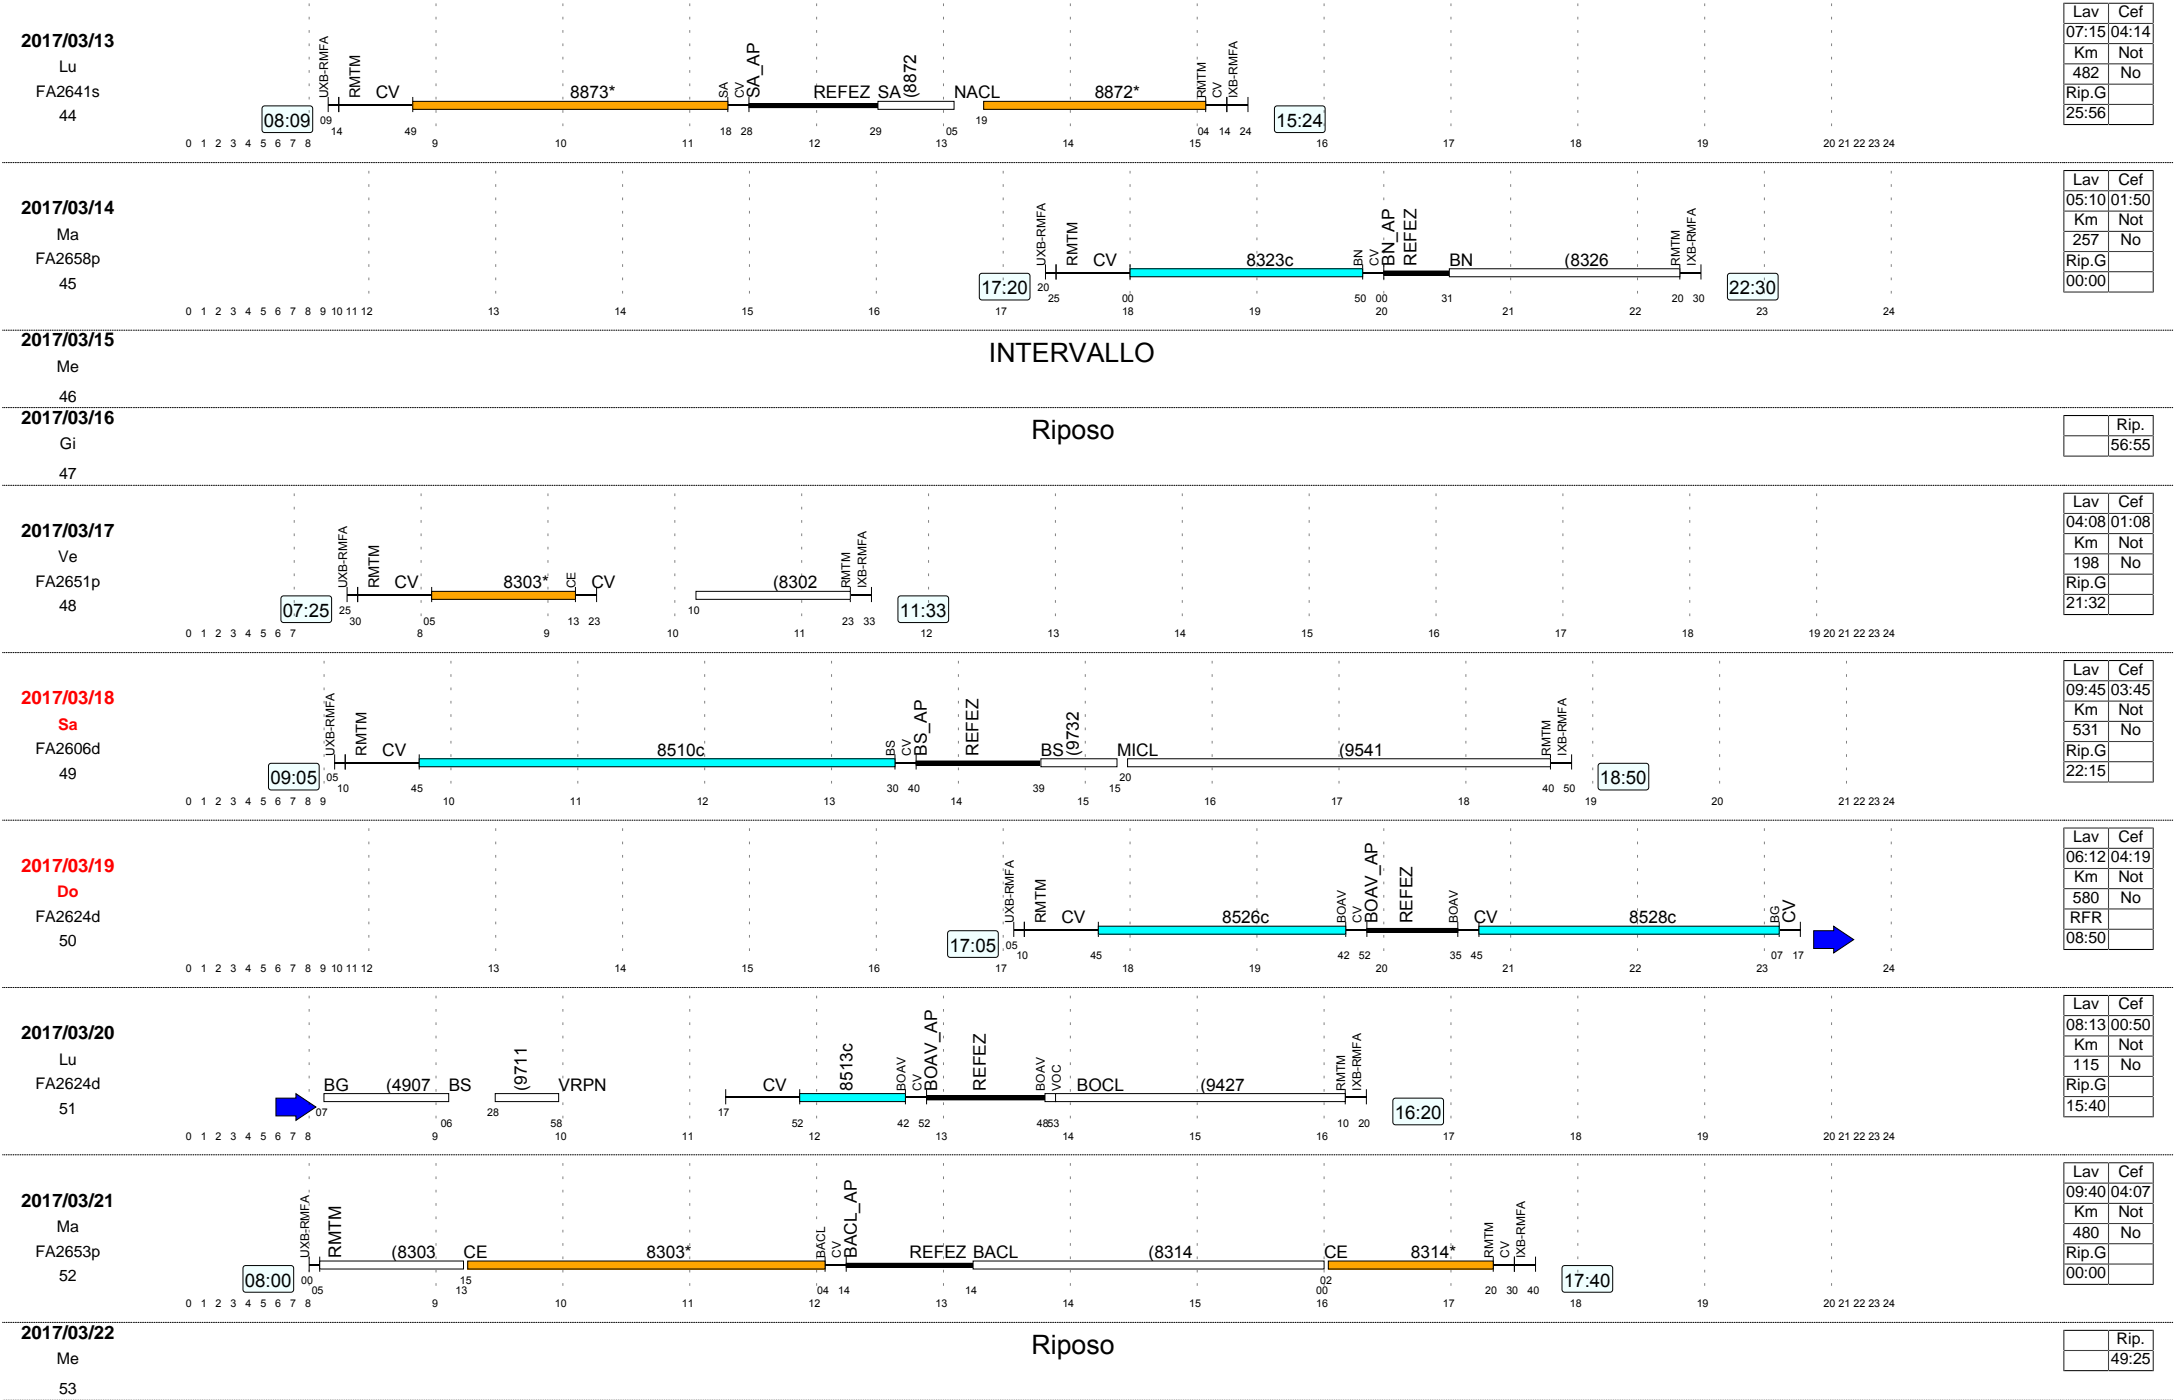 2017/03/13
Lu
FA2641s
44
08:09
UXB-RMFA RMTM CV 8873* SA CV SA_AP REFEZ SA (8872 NACL 8872* RMTM CV IXB-RMFA
09 14 49 18 28 29 05 19 04 14 24
15:24
0 1 2 3 4 5 6 7 8 9 10 11 12 13 14 15 16 17 18 19 20 21 22 23 24
Lav Cef
07:15 04:14
Km Not
482 No
Rip.G
25:56
2017/03/14
Ma
FA2658p
45
17:20
UXB-RMFA RMTM CV 8323c BN CV BN_AP REFEZ BN (8326 RMTM IXB-RMFA
20 25 00 50 00 31 20 30
22:30
0 1 2 3 4 5 6 7 8 9 10 11 12 13 14 15 16 17 18 19 20 21 22 23 24
Lav Cef
05:10 01:50
Km Not
257 No
Rip.G
00:00
2017/03/15
Me
46
INTERVALLO
2017/03/16
Gi
47
Riposo
Rip.
56:55
2017/03/17
Ve
FA2651p
48
07:25
UXB-RMFA RMTM CV 8303* CE CV (8302 RMTM IXB-RMFA
25 30 05 13 23 10 23 33
11:33
0 1 2 3 4 5 6 7 8 9 10 11 12 13 14 15 16 17 18 19 20 21 22 23 24
Lav Cef
04:08 01:08
Km Not
198 No
Rip.G
21:32
2017/03/18
Sa
FA2606d
49
09:05
UXB-RMFA RMTM CV 8510c BS CV BS_AP REFEZ BS (9732 MICL (9541 RMTM IXB-RMFA
05 10 45 30 40 39 15 20 40 50
18:50
0 1 2 3 4 5 6 7 8 9 10 11 12 13 14 15 16 17 18 19 20 21 22 23 24
Lav Cef
09:45 03:45
Km Not
531 No
Rip.G
22:15
2017/03/19
Do
FA2624d
50
17:05
UXB-RMFA RMTM CV 8526c BOAV CV BOAV_AP REFEZ BOAV CV 8528c BG CV
05 10 45 42 52 35 45 07 17
0 1 2 3 4 5 6 7 8 9 10 11 12 13 14 15 16 17 18 19 20 21 22 23 24
Lav Cef
06:12 04:19
Km Not
580 No
RFR
08:50
2017/03/20
Lu
FA2624d
51
BG (4907 BS (9711 VRPN CV 8513c BOAV CV BOAV_AP REFEZ BOAV VOC BOCL (9427 RMTM IXB-RMFA
07 06 28 58 17 52 42 52 48 53 10 20
16:20
0 1 2 3 4 5 6 7 8 9 10 11 12 13 14 15 16 17 18 19 20 21 22 23 24
Lav Cef
08:13 00:50
Km Not
115 No
Rip.G
15:40
2017/03/21
Ma
FA2653p
52
08:00
UXB-RMFA RMTM (8303 CE 8303* BACL CV BACL_AP REFEZ BACL (8314 CE 8314* RMTM CV IXB-RMFA
00 05 13 15 04 14 14 00 02 20 30 40
17:40
0 1 2 3 4 5 6 7 8 9 10 11 12 13 14 15 16 17 18 19 20 21 22 23 24
Lav Cef
09:40 04:07
Km Not
480 No
Rip.G
00:00
2017/03/22
Me
53
Riposo
Rip.
49:25